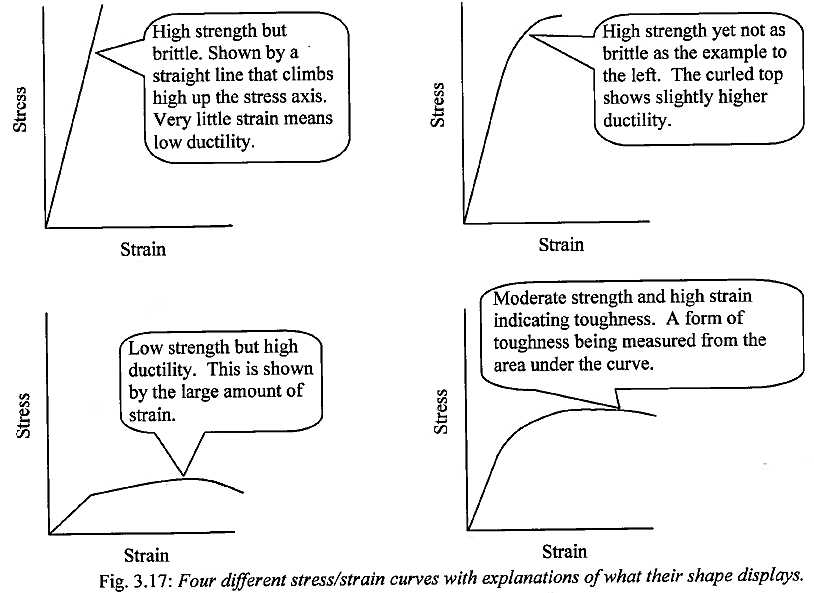 High strength but
brittle. Shown by a
straight line that climbs
high up the stress axis.
Very little strain means
low ductility.
Stress
Strain
High strength yet not as
brittle as the example to
the left. The curled top
shows slightly higher
ductility.
Stress
Strain
Low strength but high
ductility. This is shown
by the large amount of
strain.
Stress
Strain
Moderate strength and high strain
indicating toughness. A form of
toughness being measured from the
area under the curve.
Stress
Strain
Fig. 3.17: Four different stress/strain curves with explanations of what their shape displays.